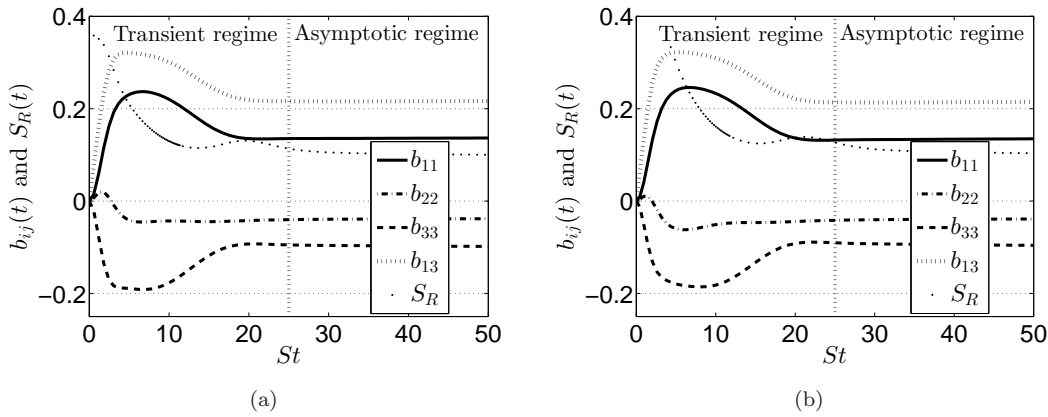 0.4
0.2
0
−0.2
b_{ij}(t) and S_R(t)
Transient regime
Asymptotic regime
b_{11}
b_{22}
b_{33}
b_{13}
S_R
0 10 20 30 40 50
St
(a)
0.4
0.2
0
−0.2
b_{ij}(t) and S_R(t)
Transient regime
Asymptotic regime
b_{11}
b_{22}
b_{33}
b_{13}
S_R
0 10 20 30 40 50
St
(b)